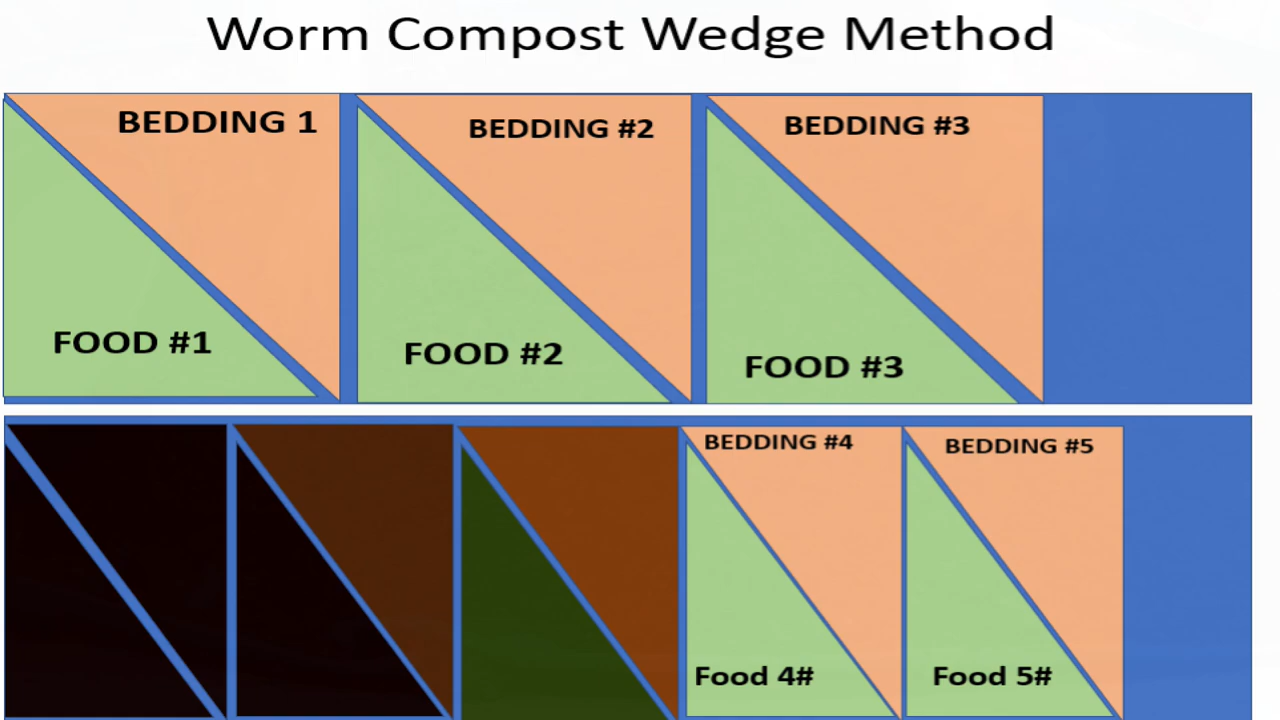 Worm Compost Wedge Method
BEDDING 1
BEDDING #2
BEDDING #3
FOOD #1
FOOD #2
FOOD #3
BEDDING #4
BEDDING #5
Food 4#
Food 5#